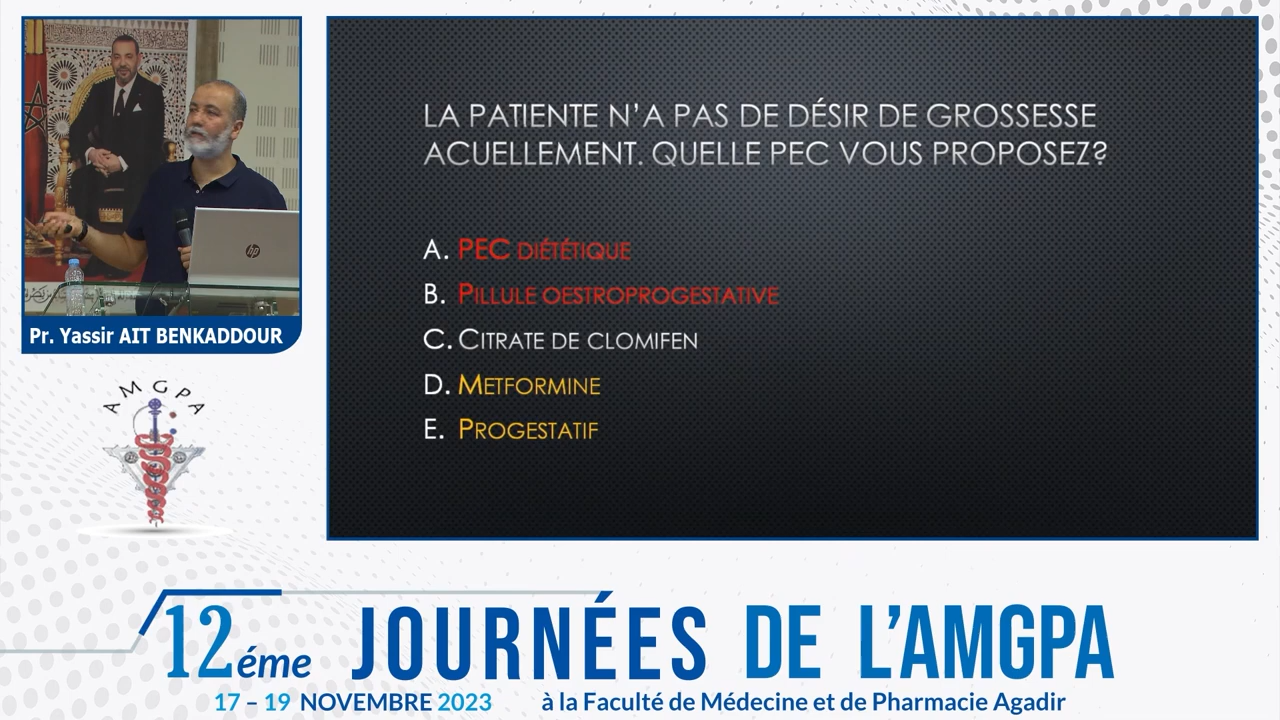 Pr. Yassir AIT BENKADDOUR
AMGPA
hp
LA PATIENTE N'A PAS DE DÉSIR DE GROSSESSE
ACUELLEMENT. QUELLE PEC VOUS PROPOSEZ?
A. PEC DIÉTÉTIQUE
B. PILLULE OESTROPROGESTATIVE
C. CITRATE DE CLOMIFEN
D. METFORMINE
E. PROGESTATIF
12éme JOURNÉES DE L'AMGPA
17 – 19 NOVEMBRE 2023 à la Faculté de Médecine et de Pharmacie Agadir